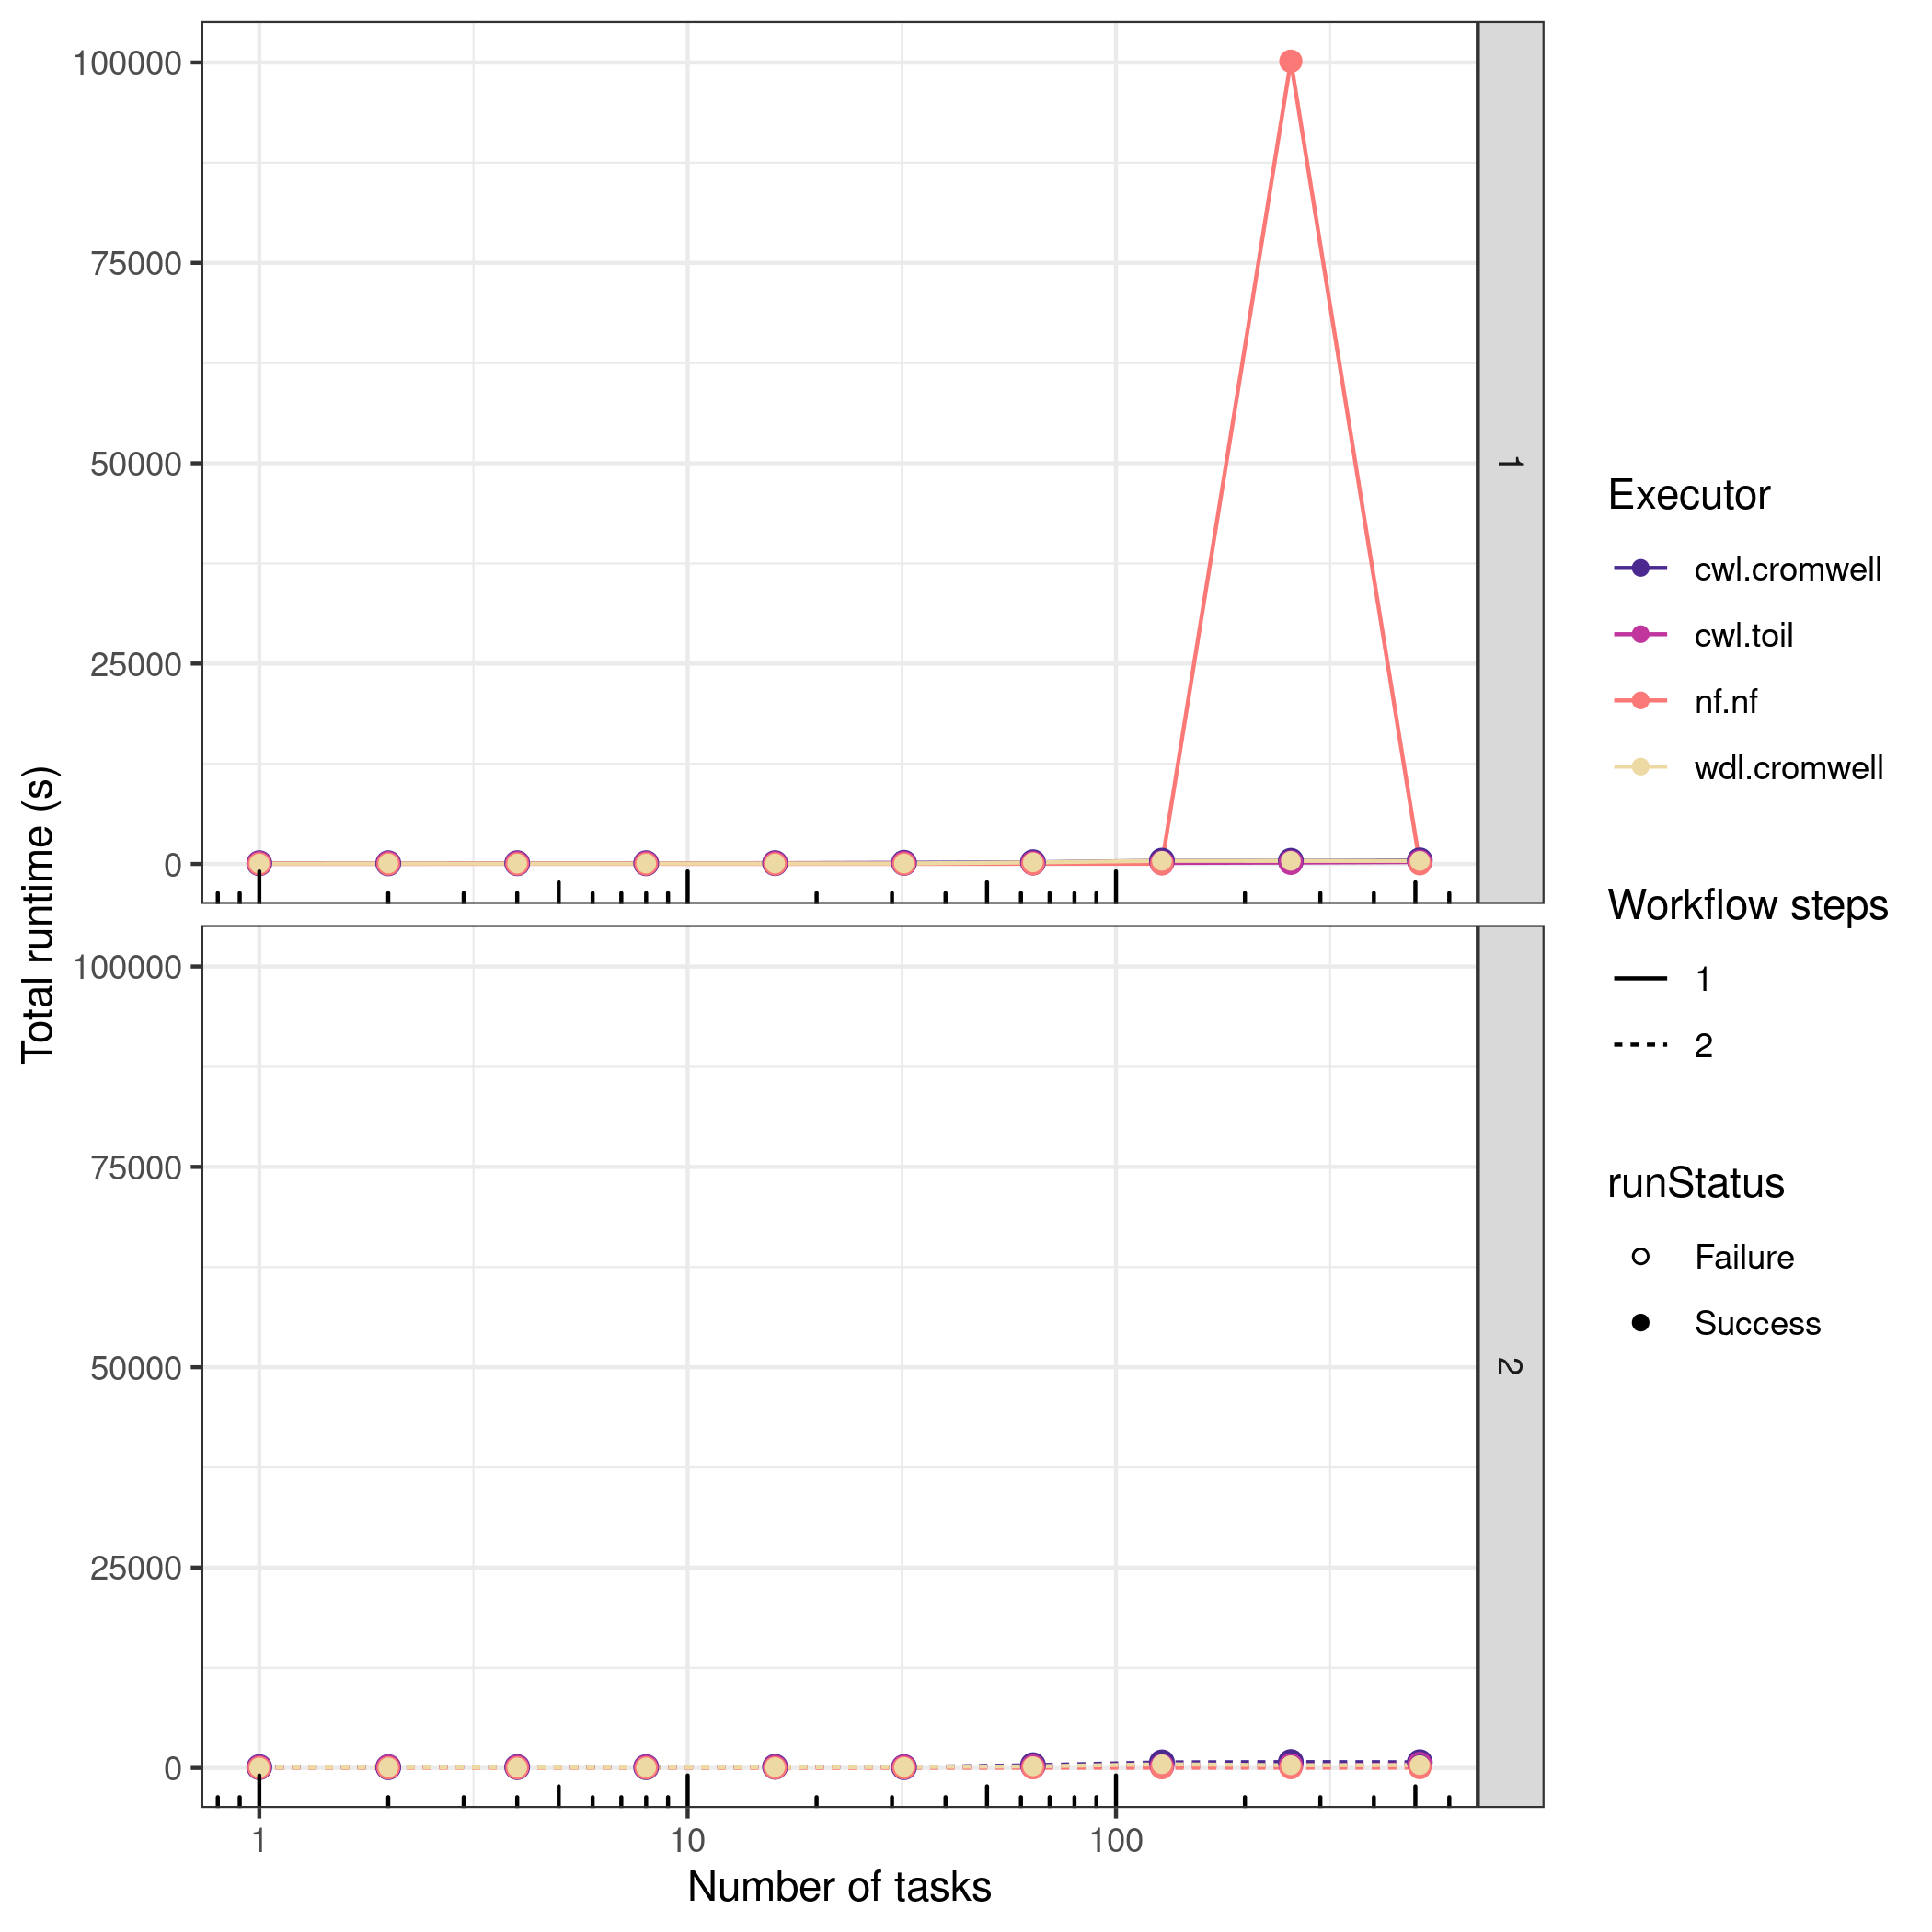 Total runtime (s)
100000
75000
50000
25000
0
1
100000
75000
50000
25000
0
2
1
10
100
Number of tasks
Executor
cwl.cromwell
cwl.toil
nf.nf
wdl.cromwell
Workflow steps
1
2
runStatus
Failure
Success